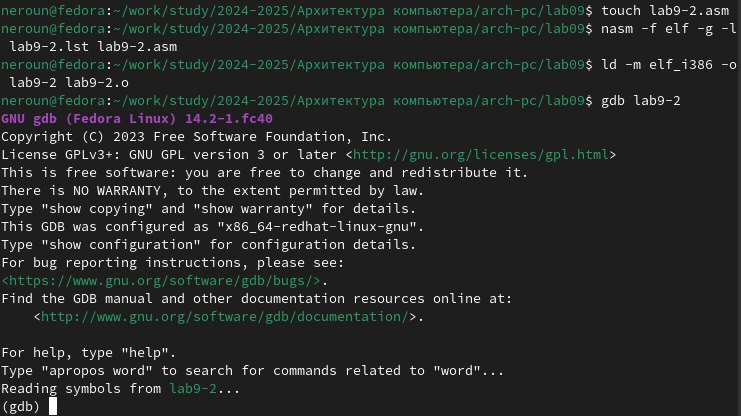 neroun@fedora:~/work/study/2024-2025/Архитектура компьютера/arch-pc/lab09$ touch lab9-2.asm
neroun@fedora:~/work/study/2024-2025/Архитектура компьютера/arch-pc/lab09$ nasm -f elf -g -l
 lab9-2.lst lab9-2.asm
neroun@fedora:~/work/study/2024-2025/Архитектура компьютера/arch-pc/lab09$ ld -m elf_i386 -o
 lab9-2 lab9-2.o
neroun@fedora:~/work/study/2024-2025/Архитектура компьютера/arch-pc/lab09$ gdb lab9-2
GNU gdb (Fedora Linux) 14.2-1.fc40
Copyright (C) 2023 Free Software Foundation, Inc.
License GPLv3+: GNU GPL version 3 or later <http://gnu.org/licenses/gpl.html>
This is free software: you are free to change and redistribute it.
There is NO WARRANTY, to the extent permitted by law.
Type "show copying" and "show warranty" for details.
This GDB was configured as "x86_64-redhat-linux-gnu".
Type "show configuration" for configuration details.
For bug reporting instructions, please see:
<https://www.gnu.org/software/gdb/bugs/>.
Find the GDB manual and other documentation resources online at:
    <http://www.gnu.org/software/gdb/documentation/>.

For help, type "help".
Type "apropos word" to search for commands related to "word"...
Reading symbols from lab9-2...
(gdb)